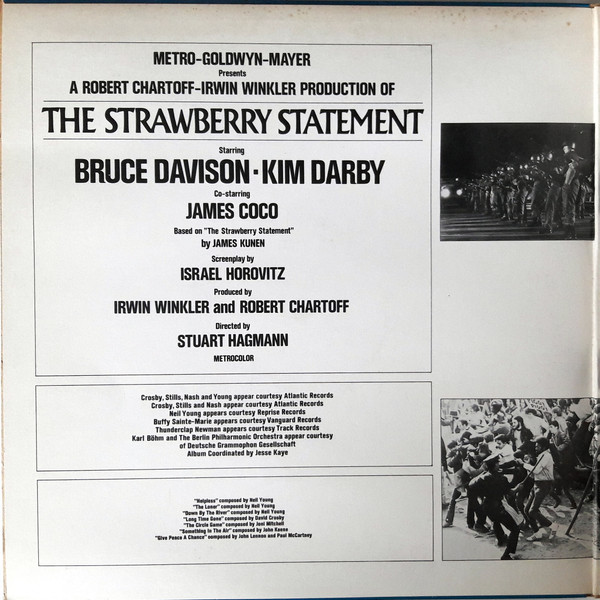 METRO-GOLDWYN-MAYER
Presents
A ROBERT CHARTOFF-IRWIN WINKLER PRODUCTION OF
THE STRAWBERRY STATEMENT
Starring
BRUCE DAVISON · KIM DARBY
Co-starring
JAMES COCO
Based on "The Strawberry Statement"
by JAMES KUNEN
Screenplay by
ISRAEL HOROVITZ
Produced by
IRWIN WINKLER and ROBERT CHARTOFF
Directed by
STUART HAGMANN
METROCOLOR
Crosby, Stills, Nash and Young appear courtesy Atlantic Records
Crosby, Stills and Nash appear courtesy Atlantic Records
Neil Young appears courtesy Reprise Records
Buffy Sainte-Marie appears courtesy Vanguard Records
Thunderclap Newman appears courtesy Track Records
Karl Böhm and The Berlin Philharmonic Orchestra appear courtesy
of Deutsche Grammophon Gesellschaft
Album Coordinated by Jesse Kaye
"Helpless" composed by Neil Young
"The Loner" composed by Neil Young
"Down By The River" composed by Neil Young
"Long Time Gone" composed by David Crosby
"The Circle Game" composed by Joni Mitchell
"Something In The Air" composed by John Keene
"Give Peace A Chance" composed by John Lennon and Paul McCartney